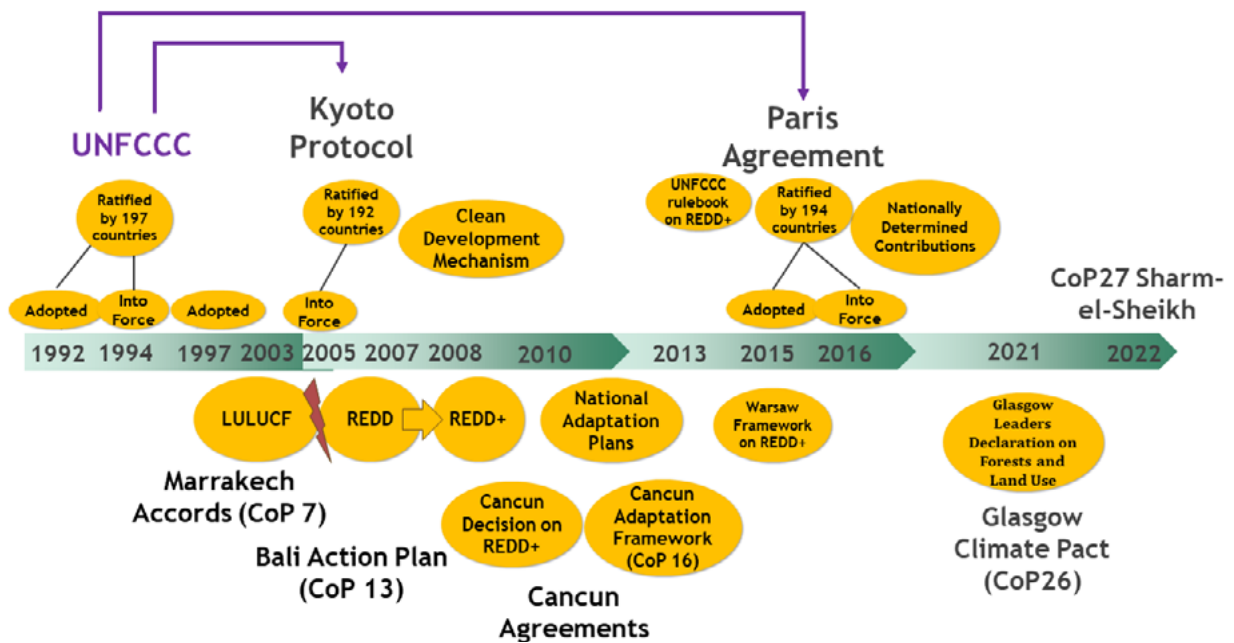 UNFCCC
Kyoto
Protocol
Paris
Agreement
Ratified
by 197
countries
Ratified
by 192
countries
Clean
Development
Mechanism
UNFCCC
rulebook
on REDD+
Ratified
by 194
countries
Nationally
Determined
Contributions
CoP27 Sharm-
el-Sheikh
Adopted
Into
Force
Adopted
Into
Force
Adopted
Into
Force
1992 1994 1997 2003 2005 2007 2008 2010 2013 2015 2016 2021 2022
LULUCF
REDD
REDD+
National
Adaptation
Plans
Warsaw
Framework
on REDD+
Glasgow
Leaders
Declaration on
Forests and
Land Use
Marrakech
Accords (CoP 7)
Cancun
Decision on
REDD+
Cancun
Adaptation
Framework
(CoP 16)
Bali Action Plan
(CoP 13)
Cancun
Agreements
Glasgow
Climate Pact
(CoP26)